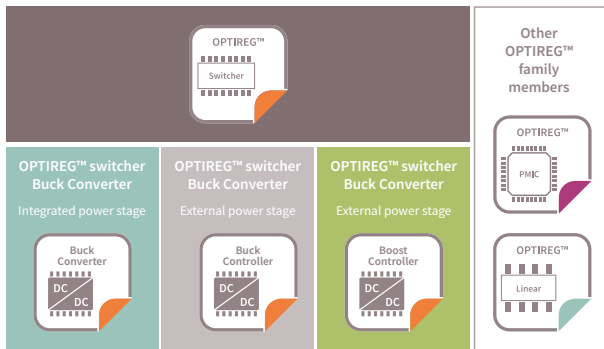 OPTIREG™
Switcher
OPTIREG™ switcher
Buck Converter
Integrated power stage
Buck
Converter
DC
DC
OPTIREG™ switcher
Buck Converter
External power stage
Buck
Controller
DC
DC
OPTIREG™ switcher
Buck Converter
External power stage
Boost
Controller
DC
DC
Other
OPTIREG™
family
members
OPTIREG™
PMIC
OPTIREG™
Linear